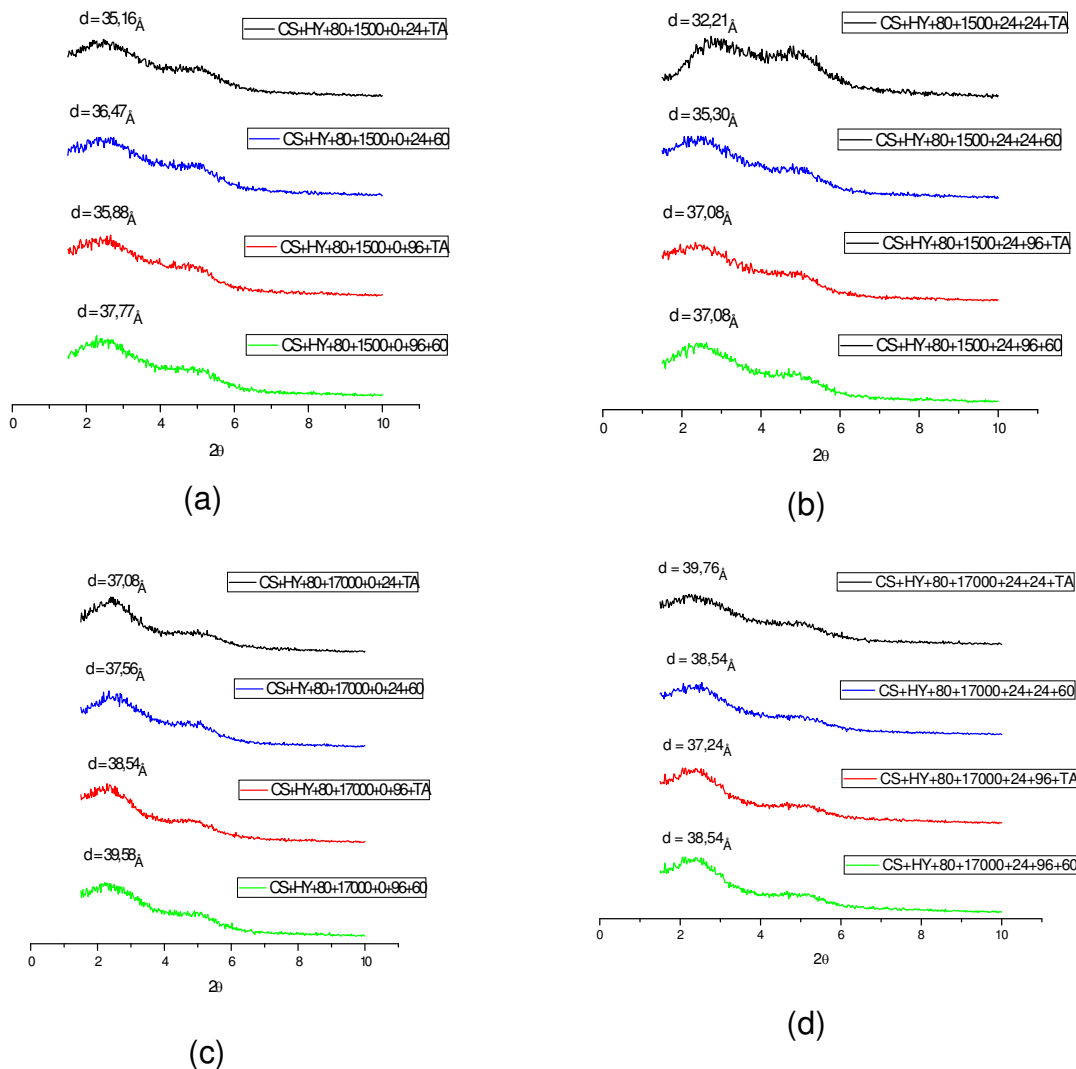 d = 35,16Å
CS+HY+80+1500+0+24+TA
d = 36,47Å
CS+HY+80+1500+0+24+60
d = 35,88Å
CS+HY+80+1500+0+96+TA
d = 37,77Å
CS+HY+80+1500+0+96+60
0 2 4 6 8 10
2θ
(a)
d = 32,21Å
CS+HY+80+1500+24+24+TA
d = 35,30Å
CS+HY+80+1500+24+24+60
d = 37,08Å
CS+HY+80+1500+24+96+TA
d = 37,08Å
CS+HY+80+1500+24+96+60
0 2 4 6 8 10
2θ
(b)
d = 37,08Å
CS+HY+80+17000+0+24+TA
d = 37,56Å
CS+HY+80+17000+0+24+60
d = 38,54Å
CS+HY+80+17000+0+96+TA
d = 39,58Å
CS+HY+80+17000+0+96+60
0 2 4 6 8 10
2θ
(c)
d = 39,76Å
CS+HY+80+17000+24+24+TA
d = 38,54Å
CS+HY+80+17000+24+24+60
d = 37,24Å
CS+HY+80+17000+24+96+TA
d = 38,54Å
CS+HY+80+17000+24+96+60
0 2 4 6 8 10
2θ
(d)